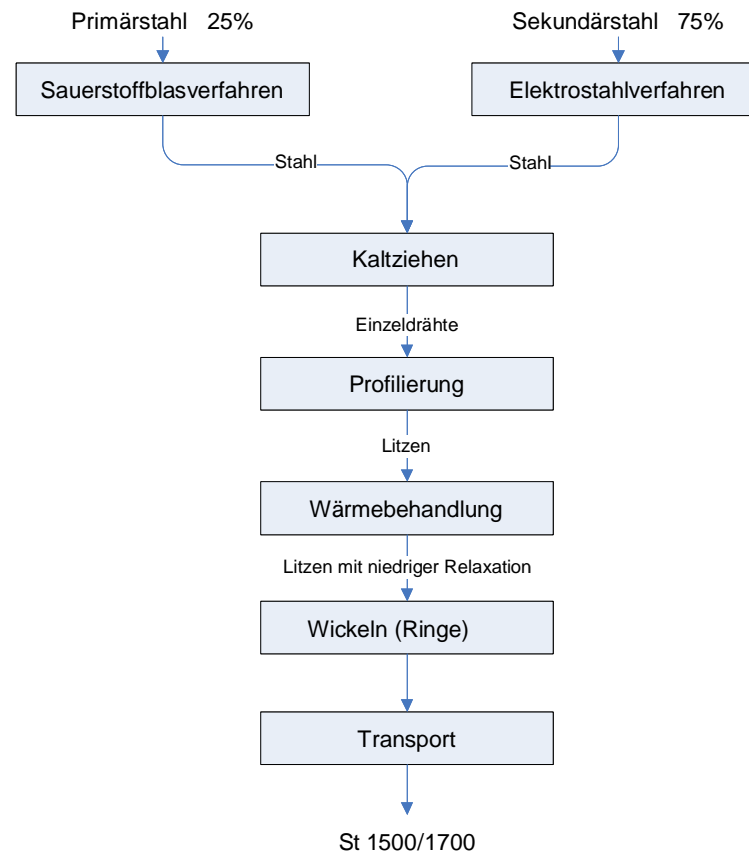 Primärstahl 25%
Sekundärstahl 75%
Sauerstoffblasverfahren
Elektrostahlverfahren
Stahl
Stahl
Kaltziehen
Einzeldrähte
Profilierung
Litzen
Wärmebehandlung
Litzen mit niedriger Relaxation
Wickeln (Ringe)
Transport
St 1500/1700